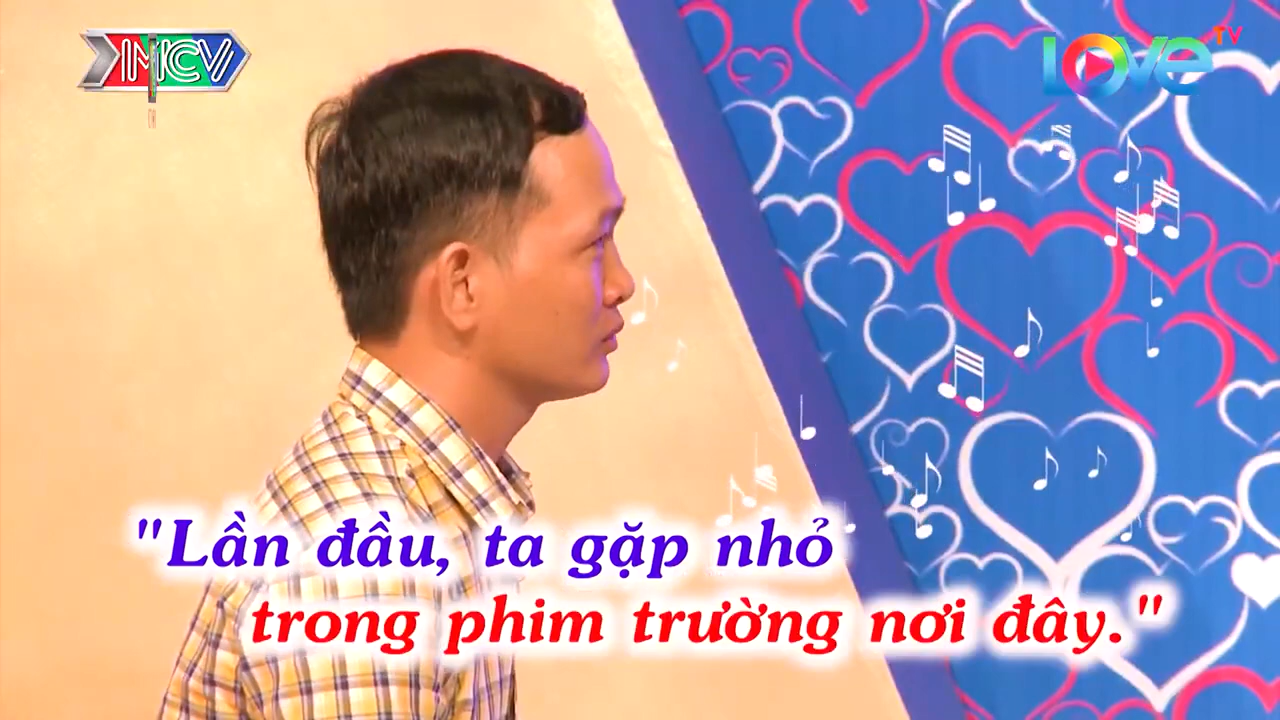 MCV
LOVE TV
"Lần đầu, ta gặp nhỏ
trong phim trường nơi đây."